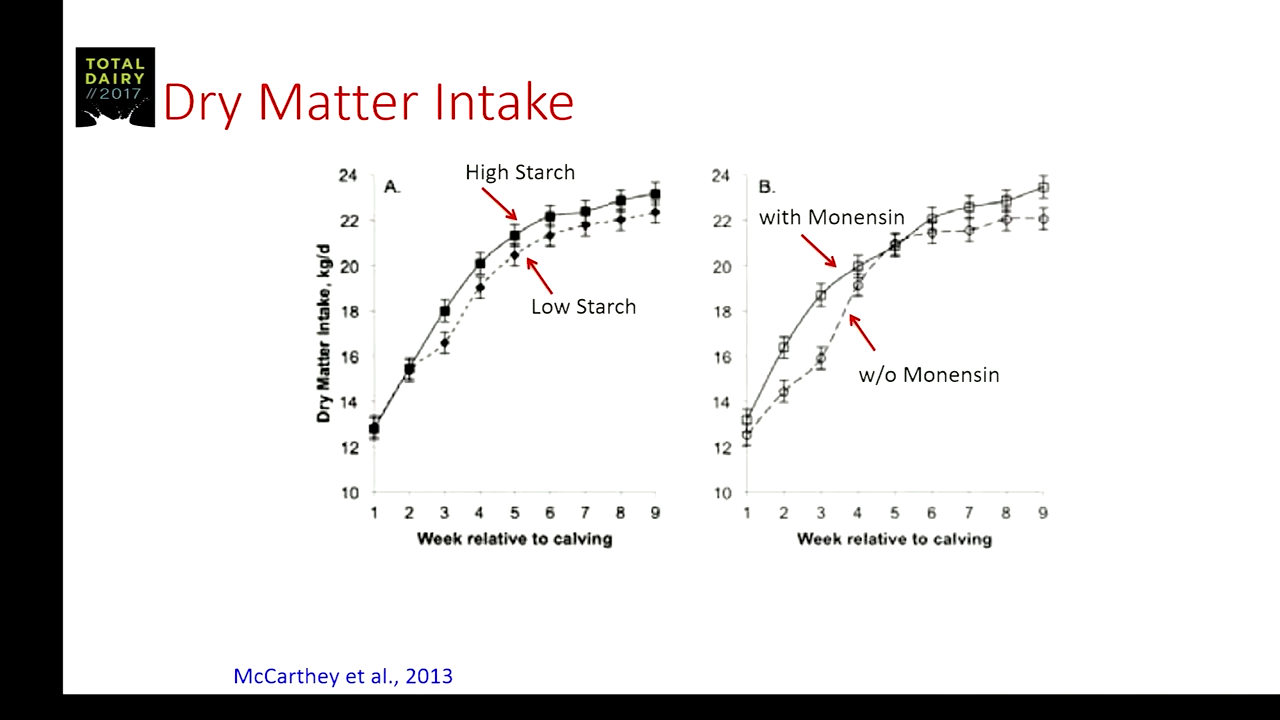 TOTAL
DAIRY
//2017
Dry Matter Intake
High Starch
Low Starch
A.
24
22
20
18
16
14
12
10
Dry Matter Intake, kg/d
1 2 3 4 5 6 7 8 9
Week relative to calving
B.
with Monensin
w/o Monensin
24
22
20
18
16
14
12
10
1 2 3 4 5 6 7 8 9
Week relative to calving
McCarthey et al., 2013